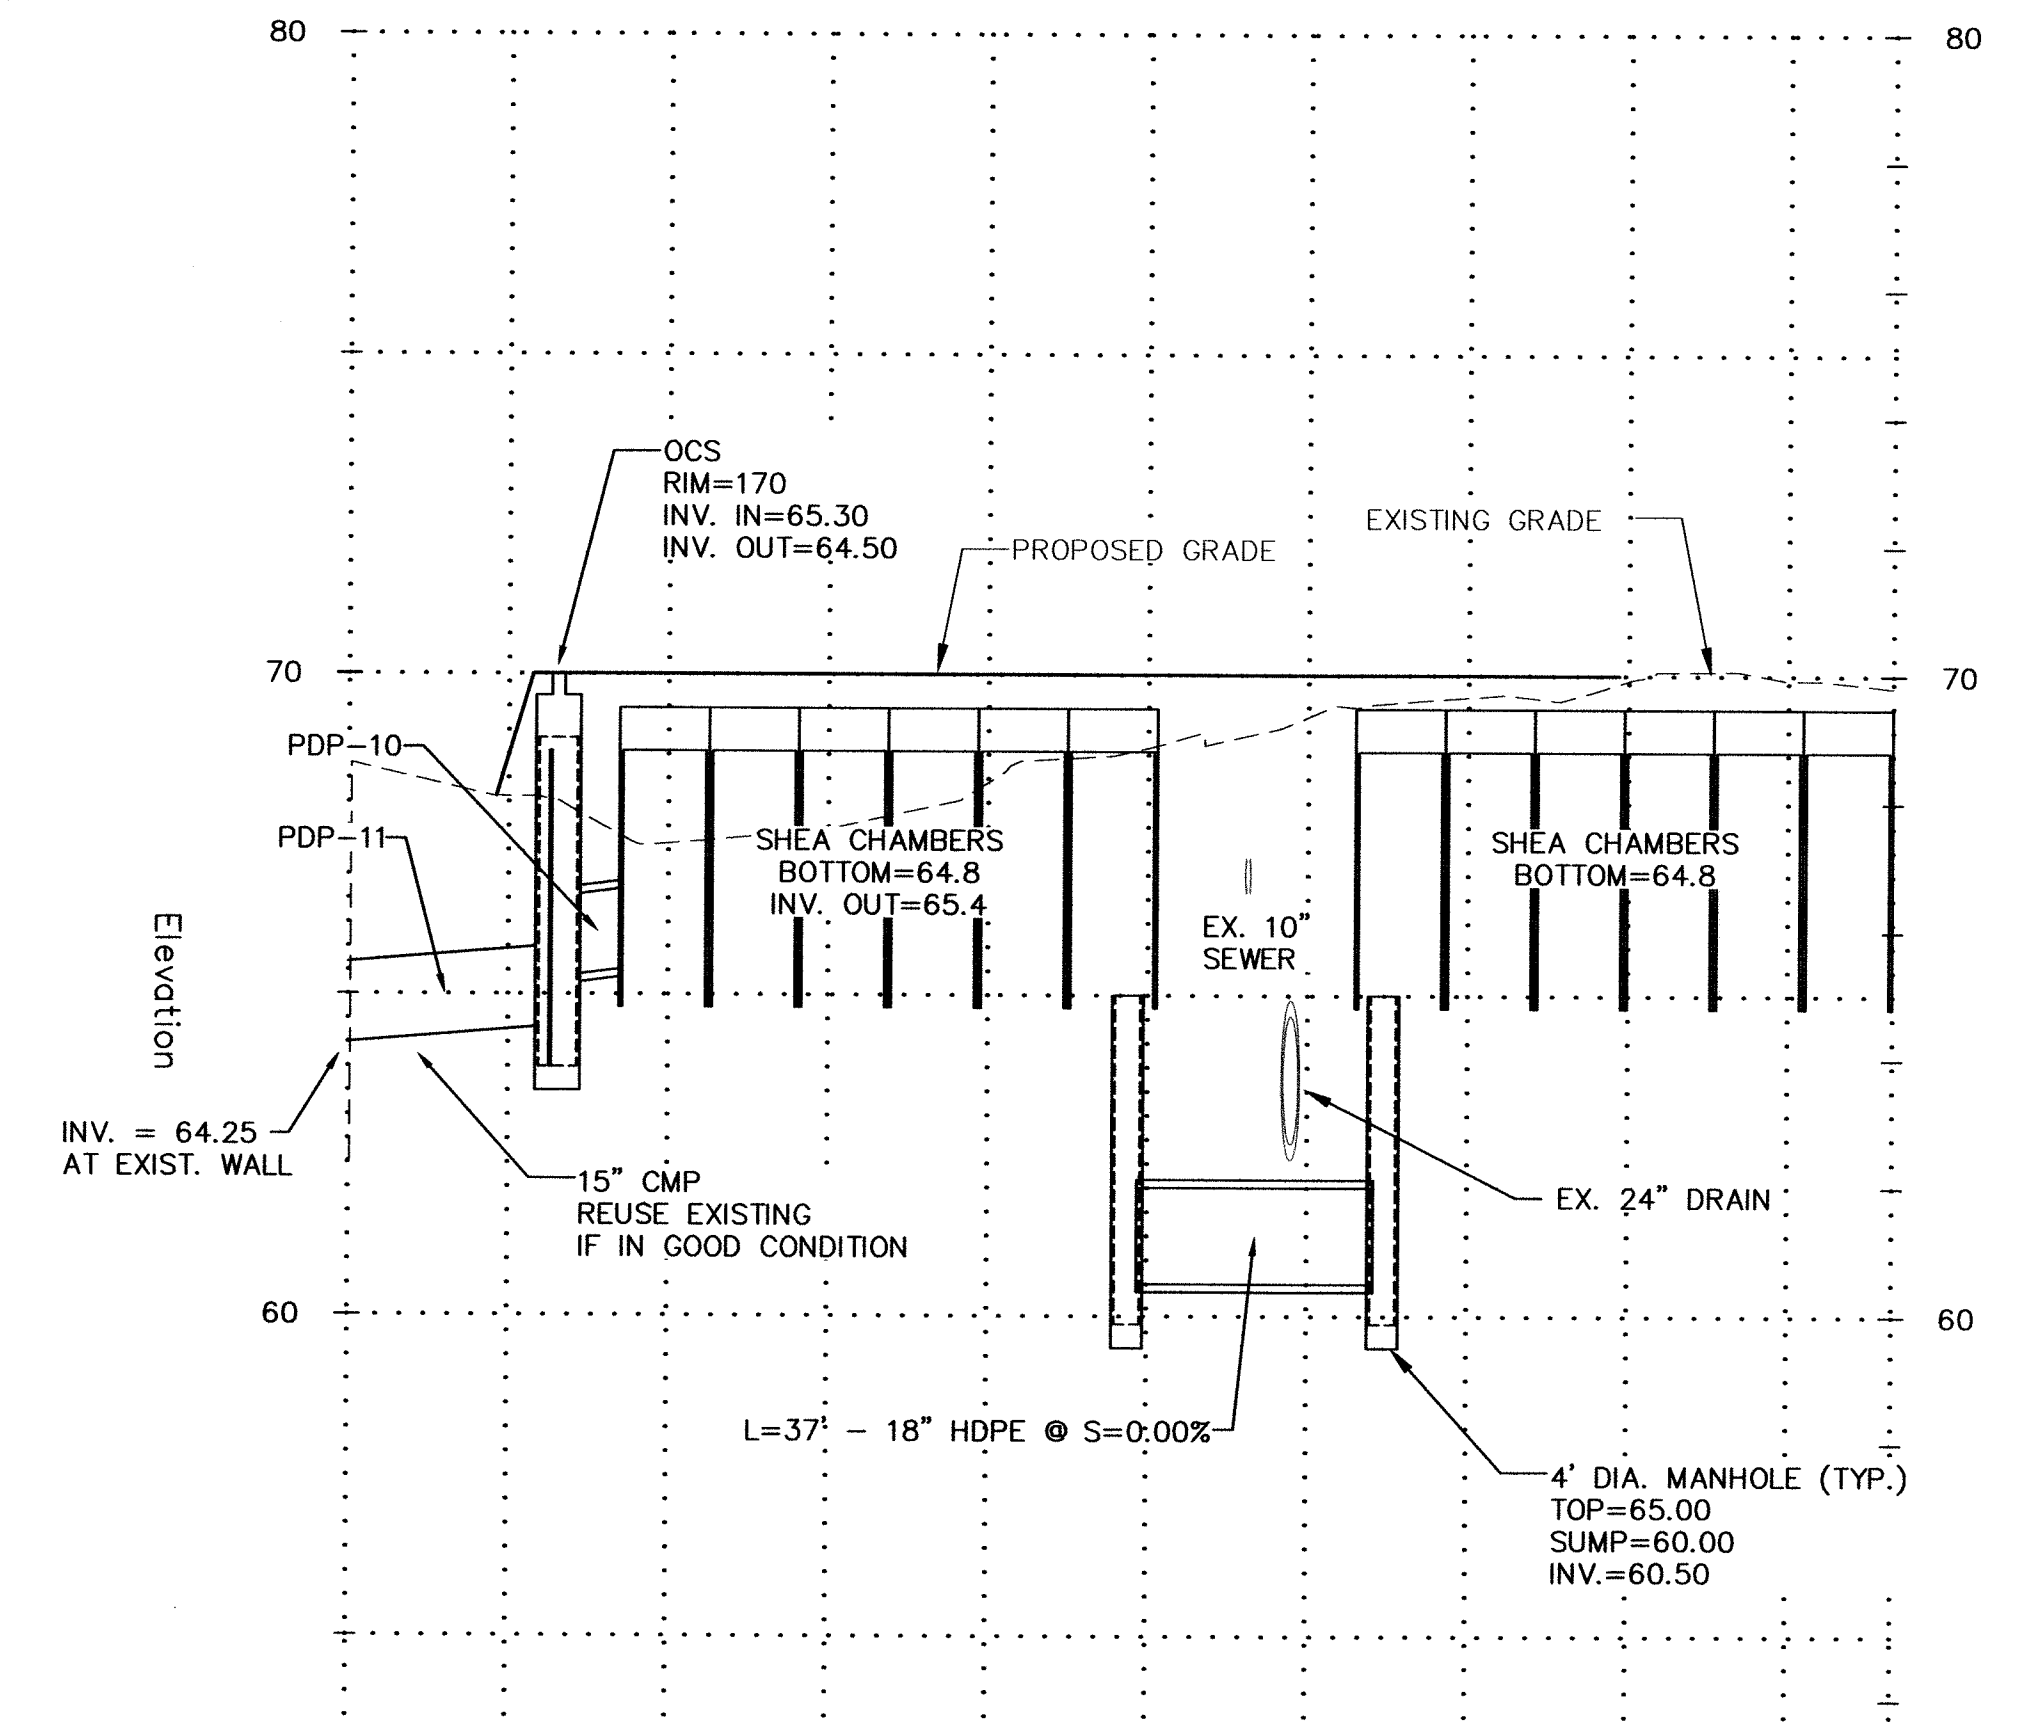 80
80
OCS
RIM=170
INV. IN=65.30
INV. OUT=64.50
EXISTING GRADE
PROPOSED GRADE
70
70
PDP-10
PDP-11
SHEA CHAMBERS
BOTTOM=64.8
INV. OUT=65.4
SHEA CHAMBERS
BOTTOM=64.8
EX. 10"
SEWER
Elevation
INV. = 64.25
AT EXIST. WALL
15" CMP
REUSE EXISTING
IF IN GOOD CONDITION
EX. 24" DRAIN
60
60
L=37' - 18" HDPE @ S=0.00%
4' DIA. MANHOLE (TYP.)
TOP=65.00
SUMP=60.00
INV.=60.50